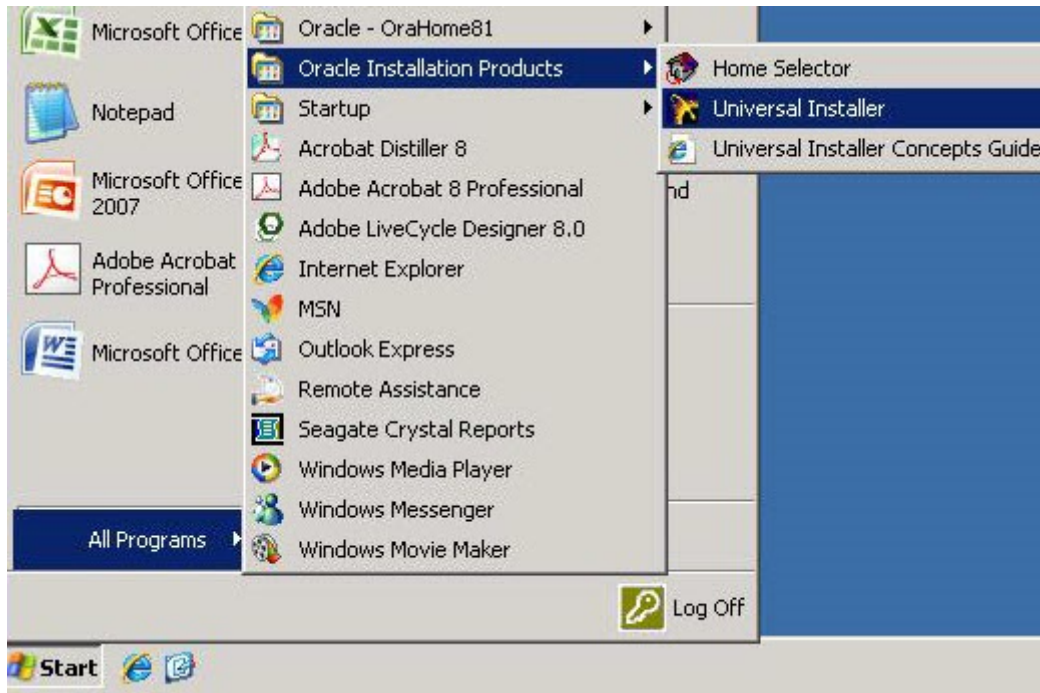 Microsoft Office
Notepad
Microsoft Office
2007
Adobe Acrobat
Professional
Microsoft Office
All Programs
Oracle - OraHome81
Oracle Installation Products
Startup
Acrobat Distiller 8
Adobe Acrobat 8 Professional
Adobe LiveCycle Designer 8.0
Internet Explorer
MSN
Outlook Express
Remote Assistance
Seagate Crystal Reports
Windows Media Player
Windows Messenger
Windows Movie Maker
Home Selector
Universal Installer
Universal Installer Concepts Guide
nd
Log Off
Start